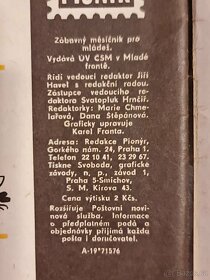 PIONÝR
Zábavný měsíčník pro
mládež.
Vydává ÚV ČSM v Mladé
frontě.
Řídí vedoucí redaktor Jiří
Havel s redakční radou.
Zástupce vedoucího redaktora
Svatopluk Hrnčíř.
Redaktorky: Marie Chme-
lařová, Dana Štěpánová.
Graficky upravuje
Karel Franta.
Adresa: Redakce Pionýr,
Gorkého nám. 24, Praha 1.
Telefon 22 10 41, 23 29 67.
Tiskne Svoboda, grafické
závody, n. p., závod 1,
Praha 5-Smíchov,
S. M. Kirova 43.
Cena výtisku 2 Kčs.
Rozšiřuje Poštovní novi-
nová služba. Informace o
předplatném podá a
objednávky přijímá každá
pošta i doručovatel.
A-19*71576